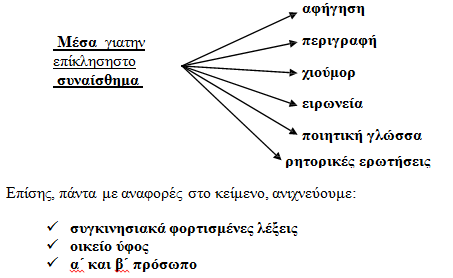 Μέσα γιατην
επίκλησηστο
συναίσθημα
αφήγηση
περιγραφή
χιούμορ
ειρωνεία
ποιητική γλώσσα
ρητορικές ερωτήσεις
Επίσης, πάντα με αναφορές στο κείμενο, ανιχνεύουμε:
✓ συγκινησιακά φορτισμένες λέξεις
✓ οικείο ύφος
✓ α΄ και β΄ πρόσωπο